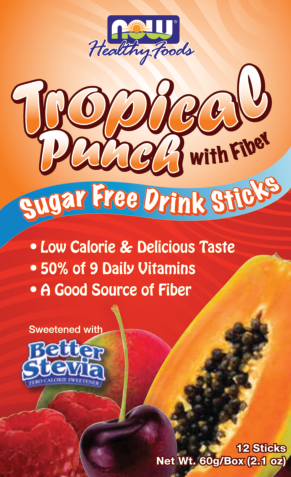 NOW
Healthy Foods
Tropical
Punch
with Fiber
Sugar Free Drink Sticks
• Low Calorie & Delicious Taste
• 50% of 9 Daily Vitamins
• A Good Source of Fiber
Sweetened with
Better
Stevia
ZERO CALORIE SWEETENER
12 Sticks
Net Wt. 60g/Box (2.1 oz)